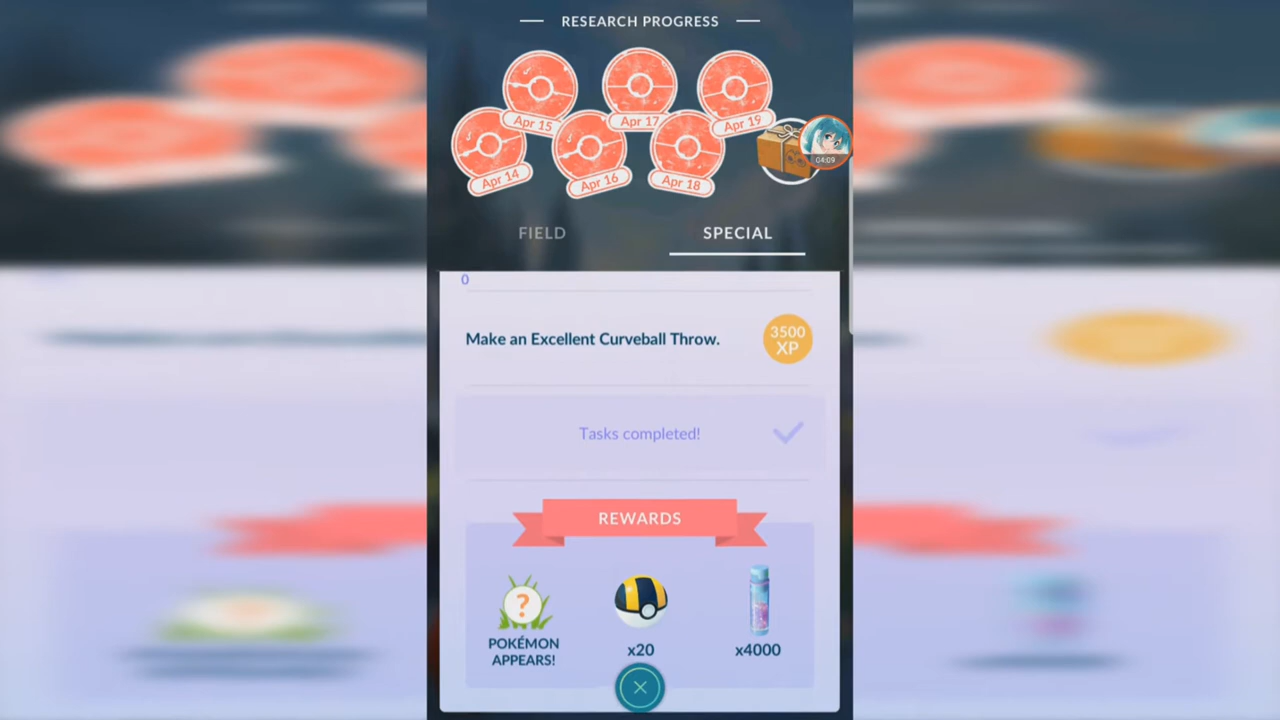 RESEARCH PROGRESS
Apr 15
Apr 17
Apr 19
Apr 14
Apr 16
Apr 18
04:09
FIELD
SPECIAL
0
Make an Excellent Curveball Throw.
3500
XP
Tasks completed!
REWARDS
?
POKÉMON
APPEARS!
x20
x4000